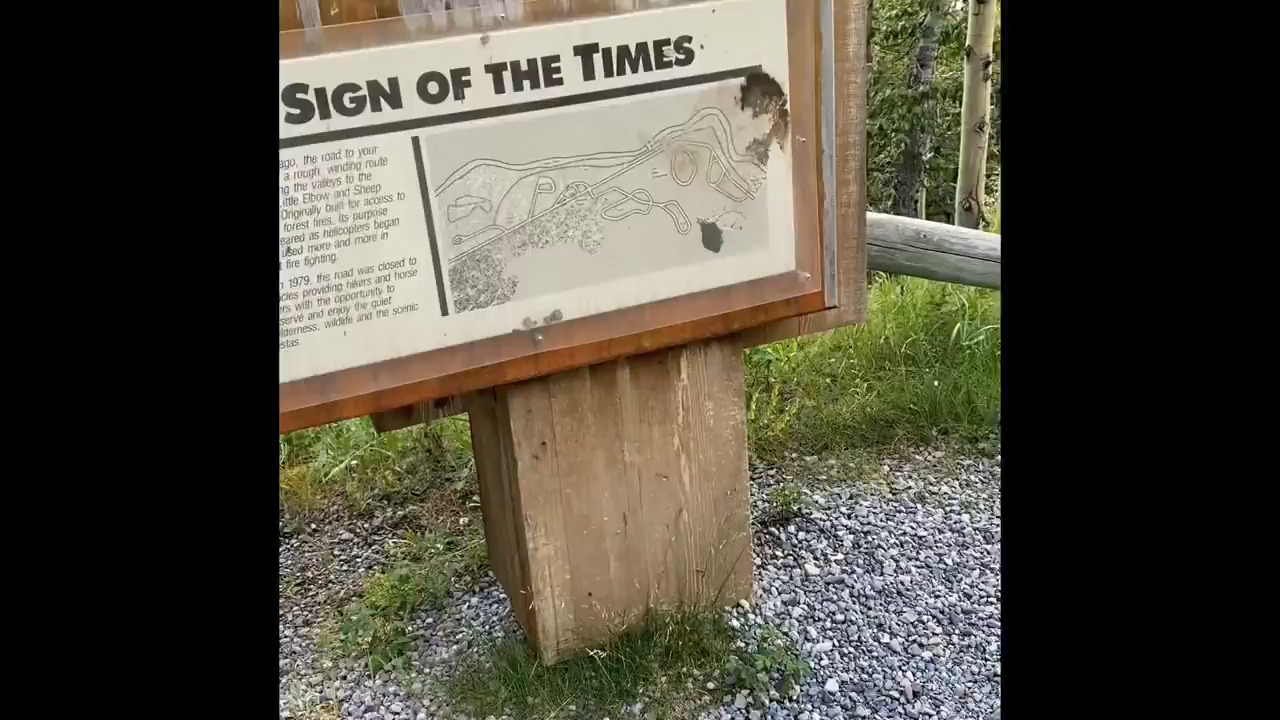 SIGN OF THE TIMES
ago, the road to your
a rough, winding route
ng the valleys to the
ittle Elbow and Sheep
Originally built for access to
forest fires. Its purpose
eared as helicopters began
used more and more in
fire fighting.
1979, the road was closed to
cles providing hikers and horse
ers with the opportunity to
serve and enjoy the quiet
lderness, wildlife and the scenic
stas.